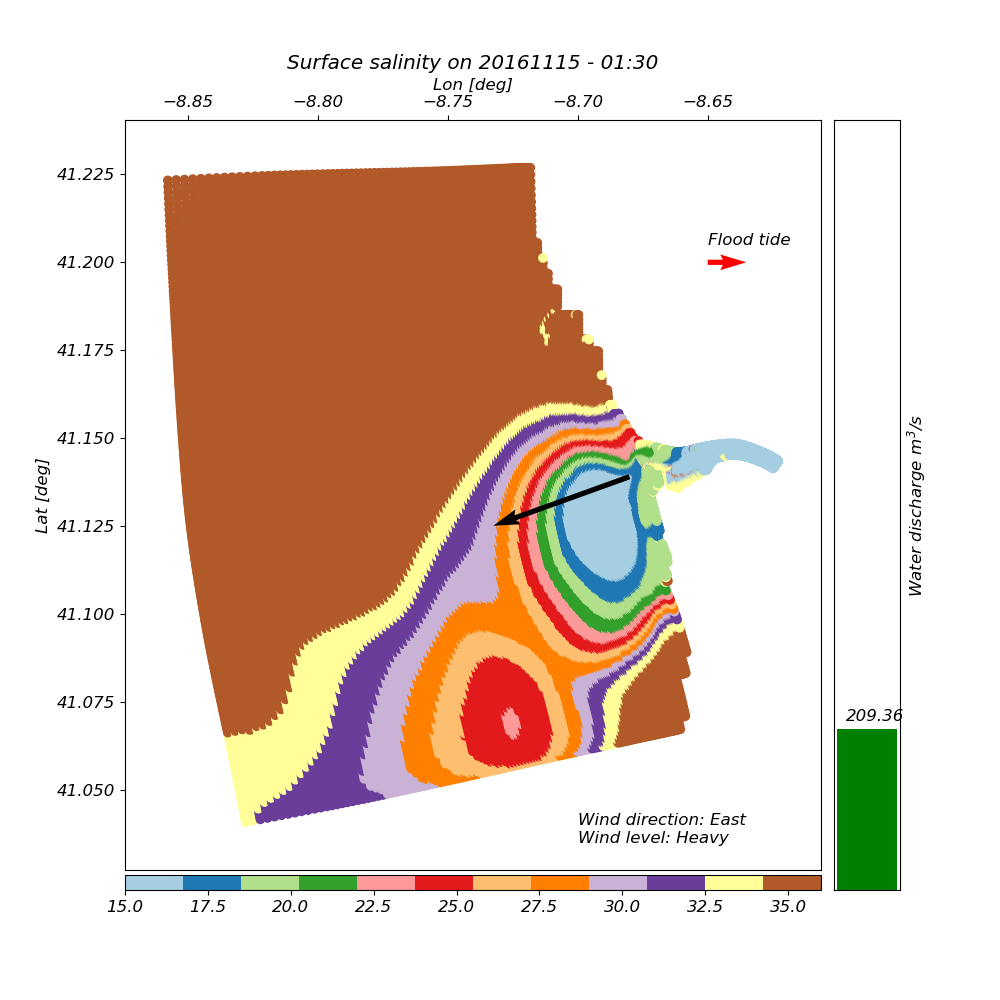 Surface salinity on 20161115 - 01:30
Lon [deg]
−8.85 −8.80 −8.75 −8.70 −8.65
41.225
41.200
41.175
41.150
41.125
41.100
41.075
41.050
Lat [deg]
Flood tide
Wind direction: East
Wind level: Heavy
209.36
Water discharge m³/s
15.0 17.5 20.0 22.5 25.0 27.5 30.0 32.5 35.0